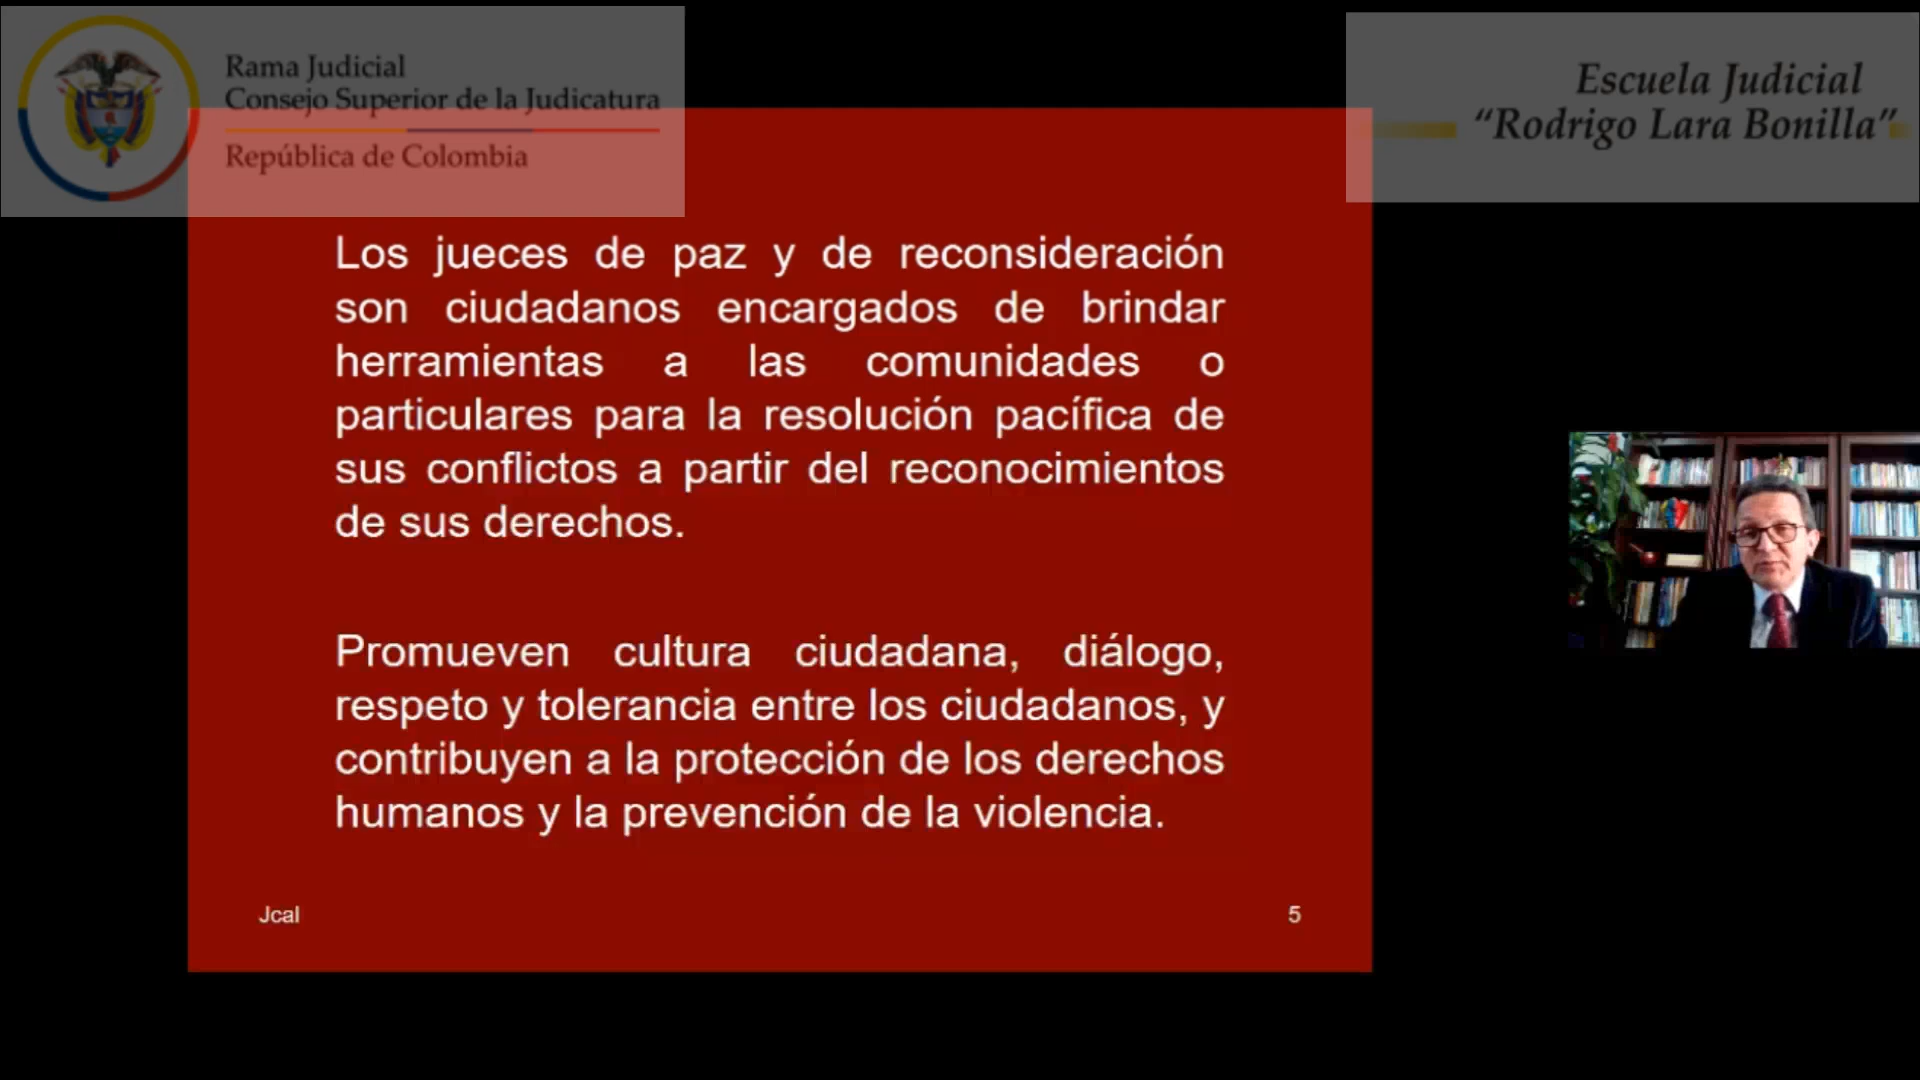 Rama Judicial
Consejo Superior de la Judicatura
República de Colombia
Escuela Judicial
“Rodrigo Lara Bonilla”
Los jueces de paz y de reconsideración
son ciudadanos encargados de brindar
herramientas a las comunidades o
particulares para la resolución pacífica de
sus conflictos a partir del reconocimientos
de sus derechos.
Promueven cultura ciudadana, diálogo,
respeto y tolerancia entre los ciudadanos, y
contribuyen a la protección de los derechos
humanos y la prevención de la violencia.
Jcal
5